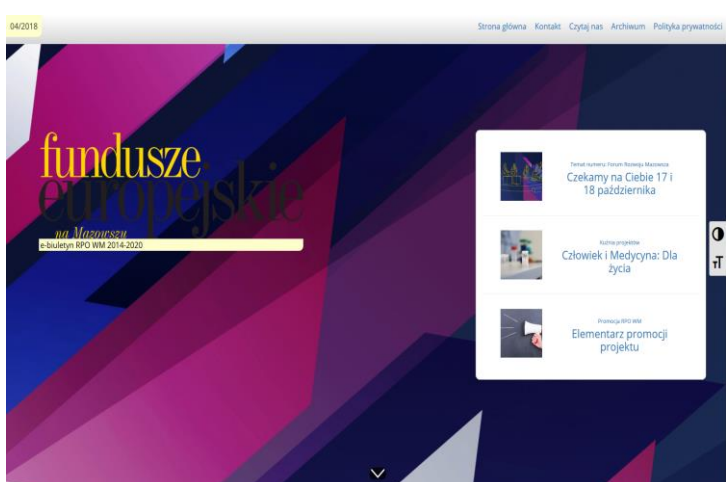 04/2018
Strona główna Kontakt Czytaj nas Archiwum Polityka prywatności
fundusze
europejskie
na Mazowszu
e-biuletyn RPO WM 2014-2020
Temat numeru: Forum Rozwoju Mazowsza
Czekamy na Ciebie 17 i
18 października
Kuźnia projektów
Człowiek i Medycyna: Dla
życia
Promocja RPO WM
Elementarz promocji
projektu